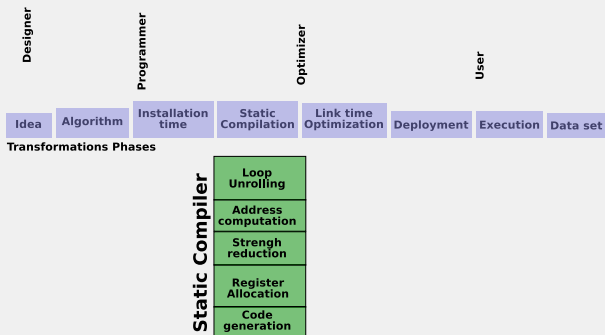 Designer
Programmer
Optimizer
User
Idea
Algorithm
Installation
time
Static
Compilation
Link time
Optimization
Deployment
Execution
Data set
Transformations Phases
Static Compiler
Loop
Unrolling
Address
computation
Strengh
reduction
Register
Allocation
Code
generation